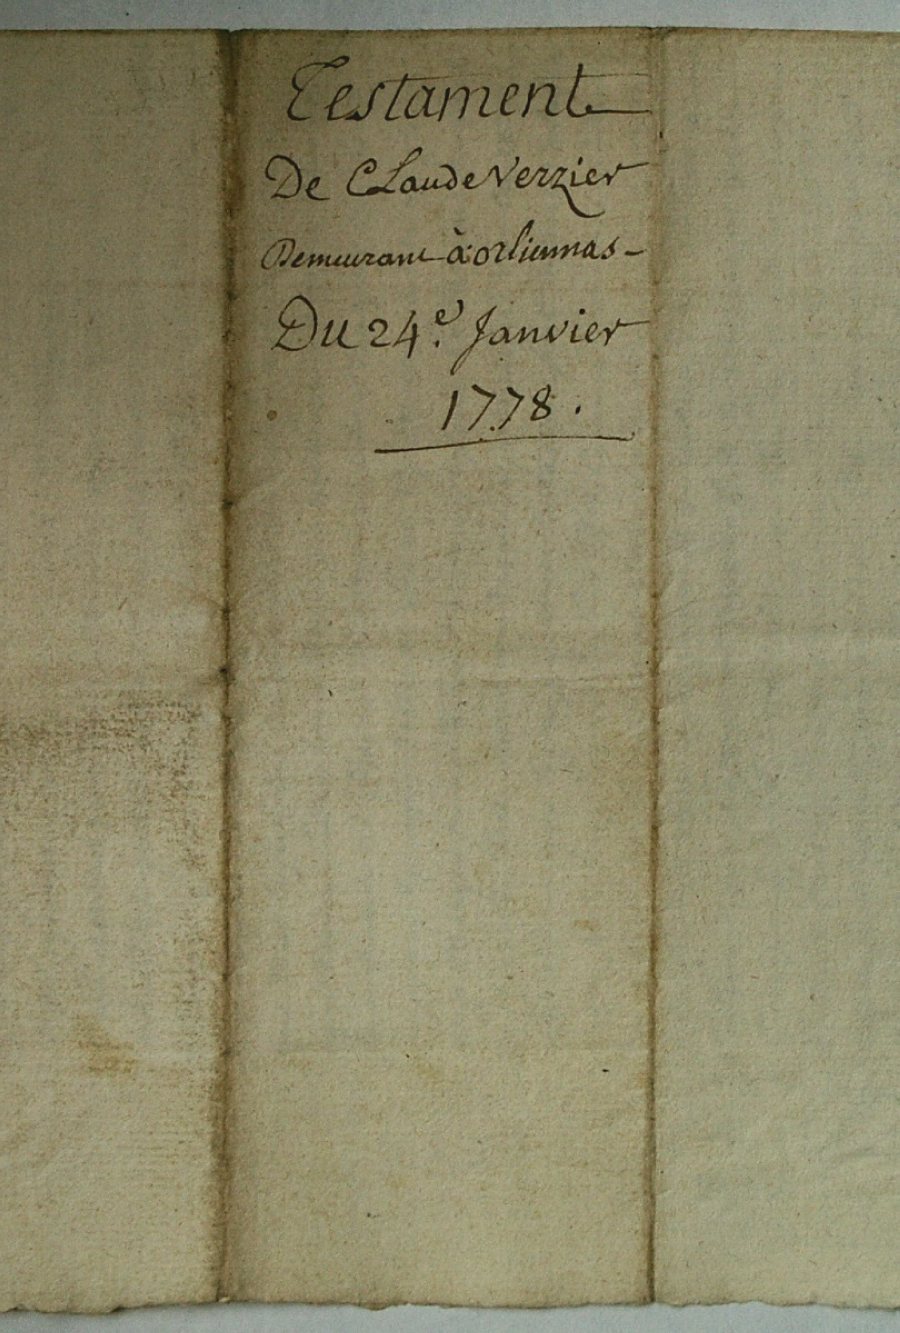 Testament
De CLaude Verzier
Demeurant à orliennas -
Du 24.e Janvier
1778.